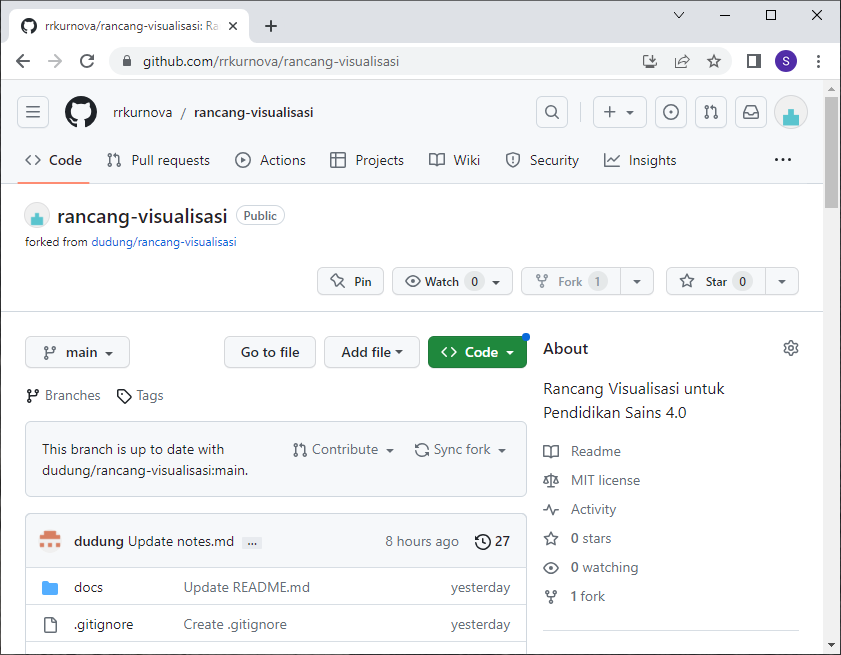 rrkurnova/rancang-visualisasi: Ra
github.com/rrkurnova/rancang-visualisasi
S
rrkurnova / rancang-visualisasi
Code Pull requests Actions Projects Wiki Security Insights
rancang-visualisasi Public
forked from dudung/rancang-visualisasi
Pin Watch 0 Fork 1 Star 0
main Go to file Add file Code
Branches Tags
This branch is up to date with
dudung/rancang-visualisasi:main.
Contribute Sync fork
dudung Update notes.md ... 8 hours ago 27
docs Update README.md yesterday
.gitignore Create .gitignore yesterday
About
Rancang Visualisasi untuk
Pendidikan Sains 4.0
Readme
MIT license
Activity
0 stars
0 watching
1 fork